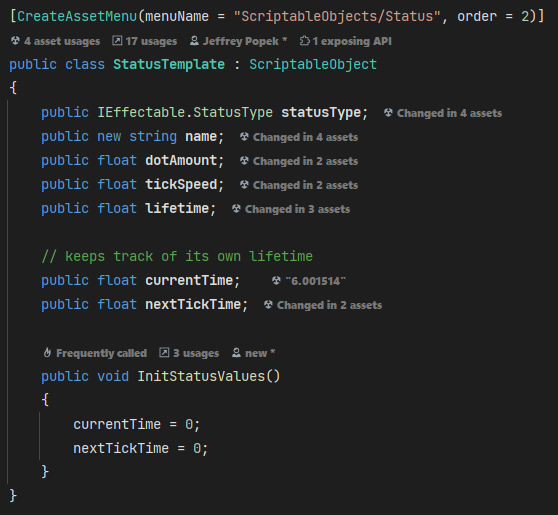 [CreateAssetMenu(menuName = "ScriptableObjects/Status", order = 2)]
4 asset usages 17 usages Jeffrey Popek * 1 exposing API
public class StatusTemplate : ScriptableObject
{
public IEffectable.StatusType statusType; Changed in 4 assets
public new string name; Changed in 4 assets
public float dotAmount; Changed in 2 assets
public float tickSpeed; Changed in 2 assets
public float lifetime; Changed in 3 assets
// keeps track of its own lifetime
public float currentTime; "6.001514"
public float nextTickTime; Changed in 2 assets
Frequently called 3 usages new *
public void InitStatusValues()
{
currentTime = 0;
nextTickTime = 0;
}
}